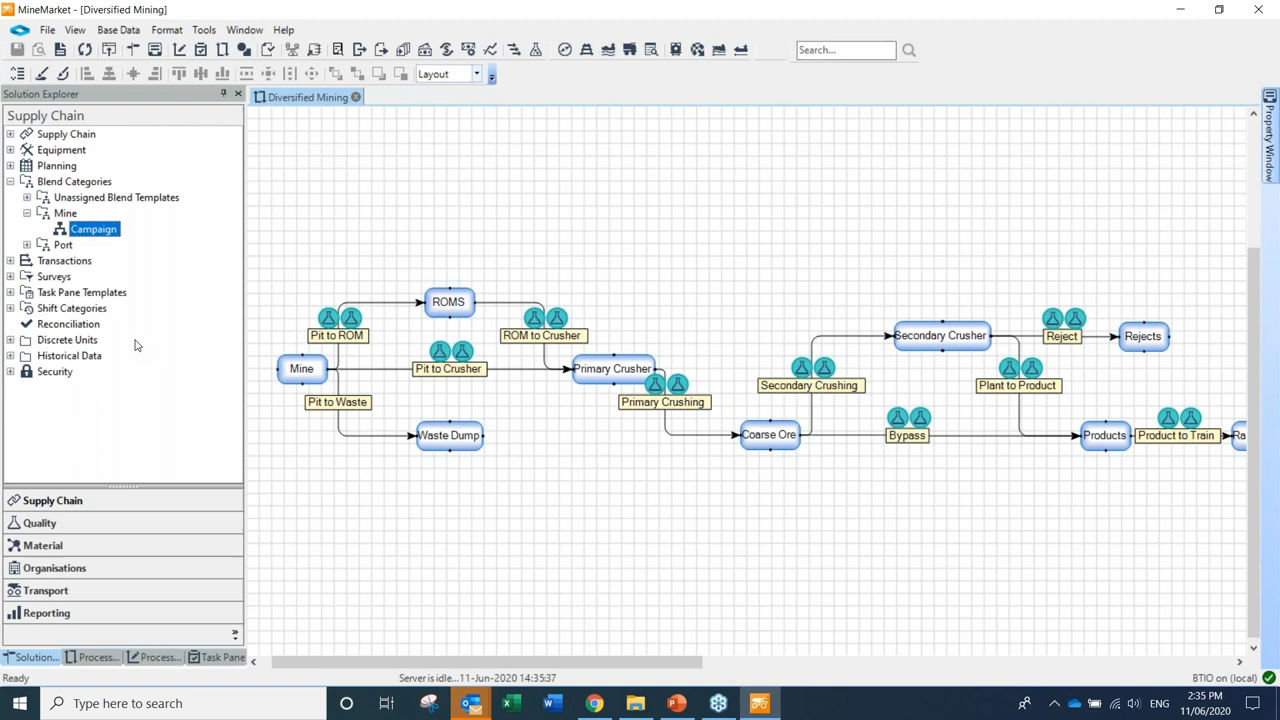 MineMarket - [Diversified Mining]
File View Base Data Format Tools Window Help
Search...
Layout
Solution Explorer
Diversified Mining
Property Window
Supply Chain
Supply Chain
Equipment
Planning
Blend Categories
Unassigned Blend Templates
Mine
Campaign
Port
Transactions
Surveys
Task Pane Templates
Shift Categories
Reconciliation
Discrete Units
Historical Data
Security
ROMS
Pit to ROM
ROM to Crusher
Mine
Pit to Crusher
Primary Crusher
Pit to Waste
Waste Dump
Primary Crushing
Coarse Ore
Secondary Crushing
Secondary Crusher
Reject
Rejects
Plant to Product
Bypass
Products
Product to Train
Ra
Supply Chain
Quality
Material
Organisations
Transport
Reporting
Solution... Process... Process... Task Pane
Ready
Server is idle...11-Jun-2020 14:35:37
BTIO on (local)
Type here to search
ENG
2:35 PM
11/06/2020